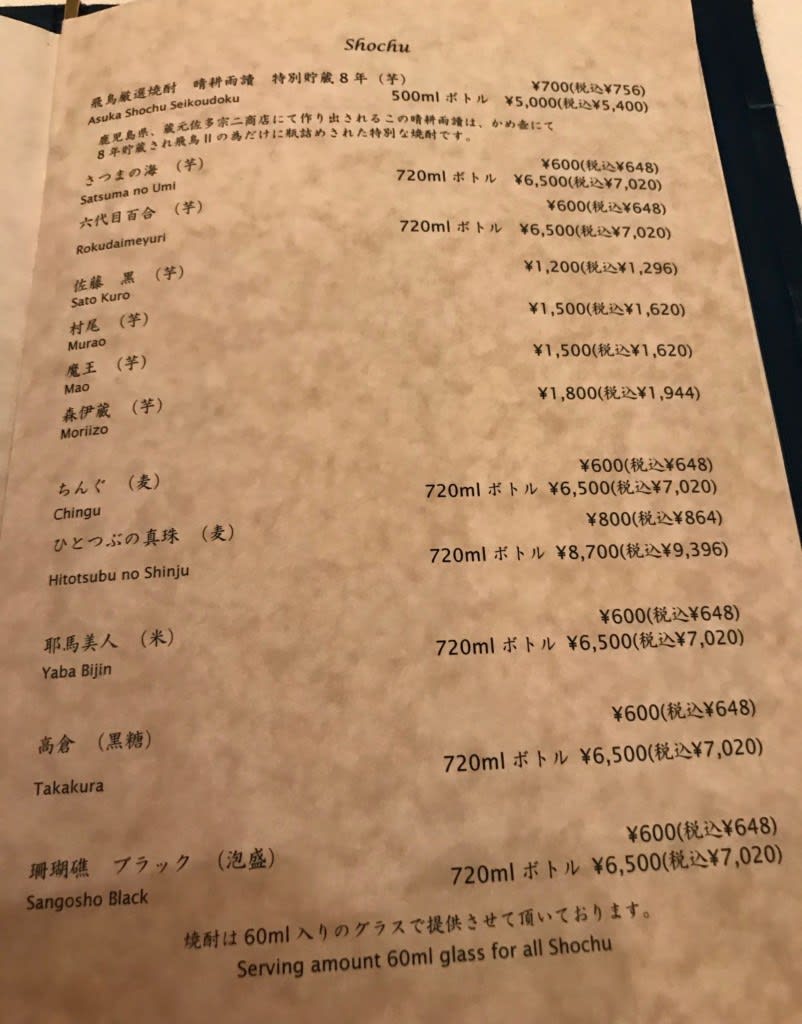 Shochu
飛鳥厳選焼酎 晴耕雨讀 特別貯蔵8年（芋） ¥700(税込¥756)
Asuka Shochu Seikoudoku 500ml ボトル ¥5,000(税込¥5,400)
鹿児島県、蔵元佐多宗二商店にて作り出されるこの晴耕雨讀は、かめ壺にて
8年貯蔵され飛鳥Ⅱの為だけに瓶詰めされた特別な焼酎です。
さつまの海 （芋） ¥600(税込¥648)
Satsuma no Umi 720ml ボトル ¥6,500(税込¥7,020)
六代目百合 （芋） ¥600(税込¥648)
Rokudaimeyuri 720ml ボトル ¥6,500(税込¥7,020)
佐藤 黒 （芋） ¥1,200(税込¥1,296)
Sato Kuro
村尾 （芋） ¥1,500(税込¥1,620)
Murao
魔王 （芋） ¥1,500(税込¥1,620)
Mao
森伊蔵 （芋） ¥1,800(税込¥1,944)
Moriizo
ちんぐ （麦） ¥600(税込¥648)
Chingu 720ml ボトル ¥6,500(税込¥7,020)
ひとつぶの真珠 （麦） ¥800(税込¥864)
Hitotsubu no Shinju 720ml ボトル ¥8,700(税込¥9,396)
耶馬美人 （米） ¥600(税込¥648)
Yaba Bijin 720ml ボトル ¥6,500(税込¥7,020)
高倉 （黒糖） ¥600(税込¥648)
Takakura 720ml ボトル ¥6,500(税込¥7,020)
珊瑚礁 ブラック （泡盛） ¥600(税込¥648)
Sangosho Black 720ml ボトル ¥6,500(税込¥7,020)
焼酎は60ml入りのグラスで提供させて頂いております。
Serving amount 60ml glass for all Shochu